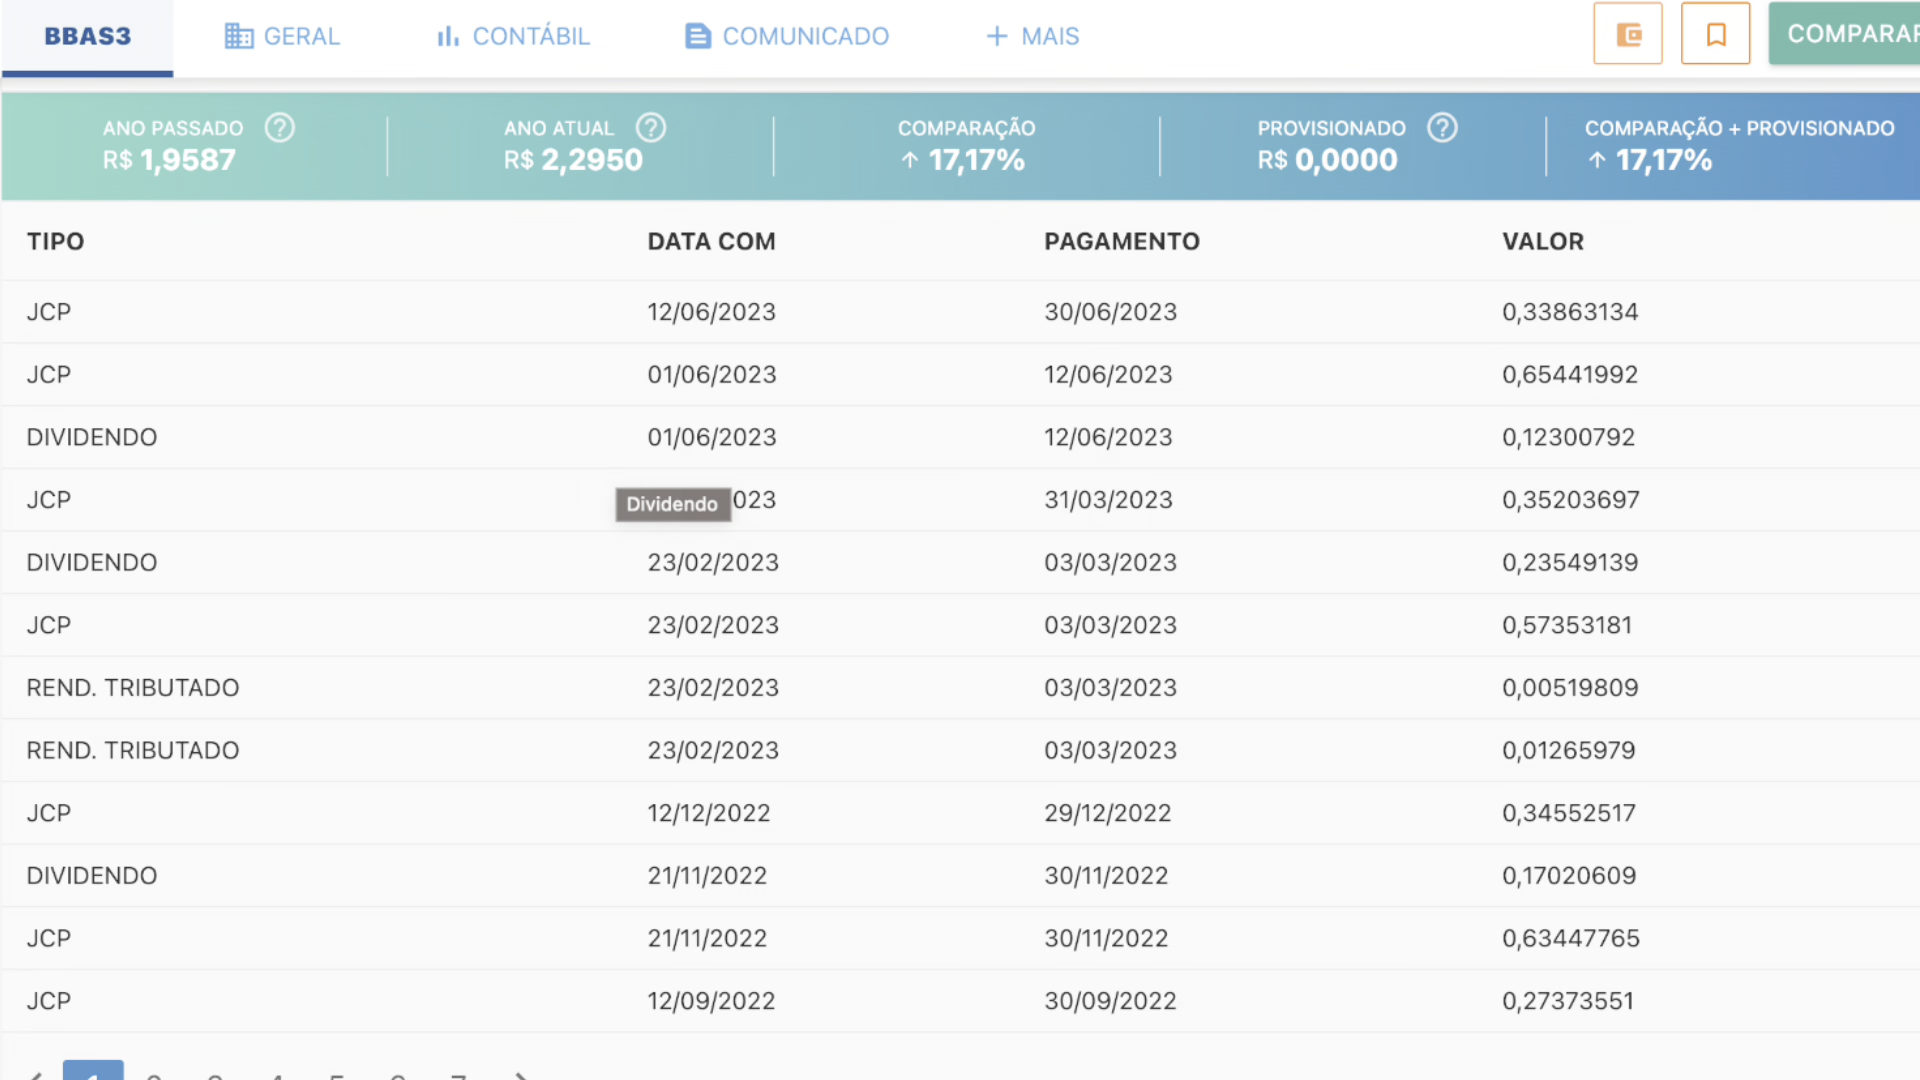 BBAS3 GERAL CONTÁBIL COMUNICADO MAIS COMPARAR
ANO PASSADO ANO ATUAL COMPARAÇÃO PROVISIONADO COMPARAÇÃO + PROVISIONADO
R$ 1,9587 R$ 2,2950 17,17% R$ 0,0000 17,17%
TIPO DATA COM PAGAMENTO VALOR
JCP 12/06/2023 30/06/2023 0,33863134
JCP 01/06/2023 12/06/2023 0,65441992
DIVIDENDO 01/06/2023 12/06/2023 0,12300792
JCP Dividendo 023 31/03/2023 0,35203697
DIVIDENDO 23/02/2023 03/03/2023 0,23549139
JCP 23/02/2023 03/03/2023 0,57353181
REND. TRIBUTADO 23/02/2023 03/03/2023 0,00519809
REND. TRIBUTADO 23/02/2023 03/03/2023 0,01265979
JCP 12/12/2022 29/12/2022 0,34552517
DIVIDENDO 21/11/2022 30/11/2022 0,17020609
JCP 21/11/2022 30/11/2022 0,63447765
JCP 12/09/2022 30/09/2022 0,27373551
1 2 3 4 5 6 7